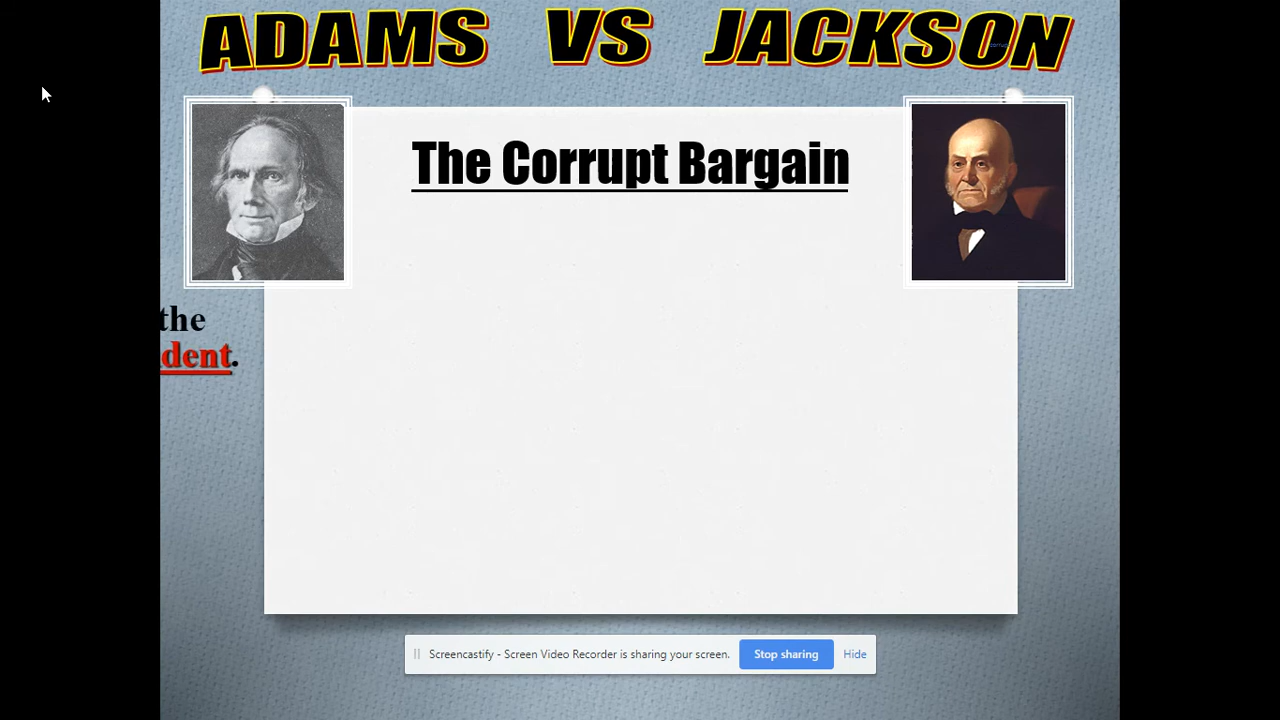 ADAMS VS JACKSON
The Corrupt Bargain
the
dent.
Screencastify - Screen Video Recorder is sharing your screen. Stop sharing Hide